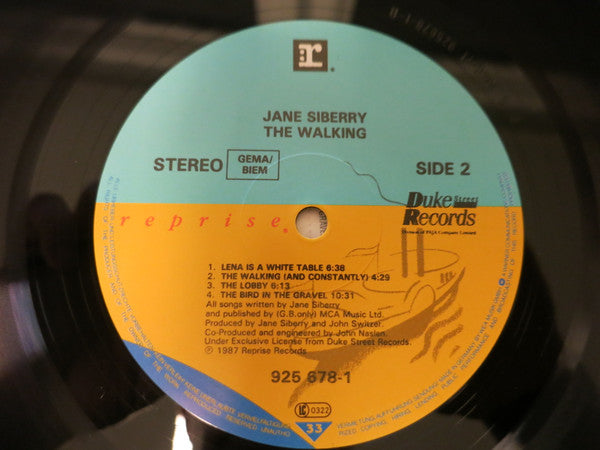 r
JANE SIBERRY
THE WALKING
STEREO
GEMA/
BIEM
SIDE 2
reprise
Duke Street
Records
1. LENA IS A WHITE TABLE 6:38
2. THE WALKING (AND CONSTANTLY) 4:29
3. THE LOBBY 6:13
4. THE BIRD IN THE GRAVEL 10:31
All songs written by Jane Siberry
and published by (G.B.only) MCA Music Ltd.
Produced by Jane Siberry and John Switzer.
Co-Produced and engineered by John Naslen.
Under Exclusive License from Duke Street Records.
℗ 1987 Reprise Records
925 678-1
LC 0322
33